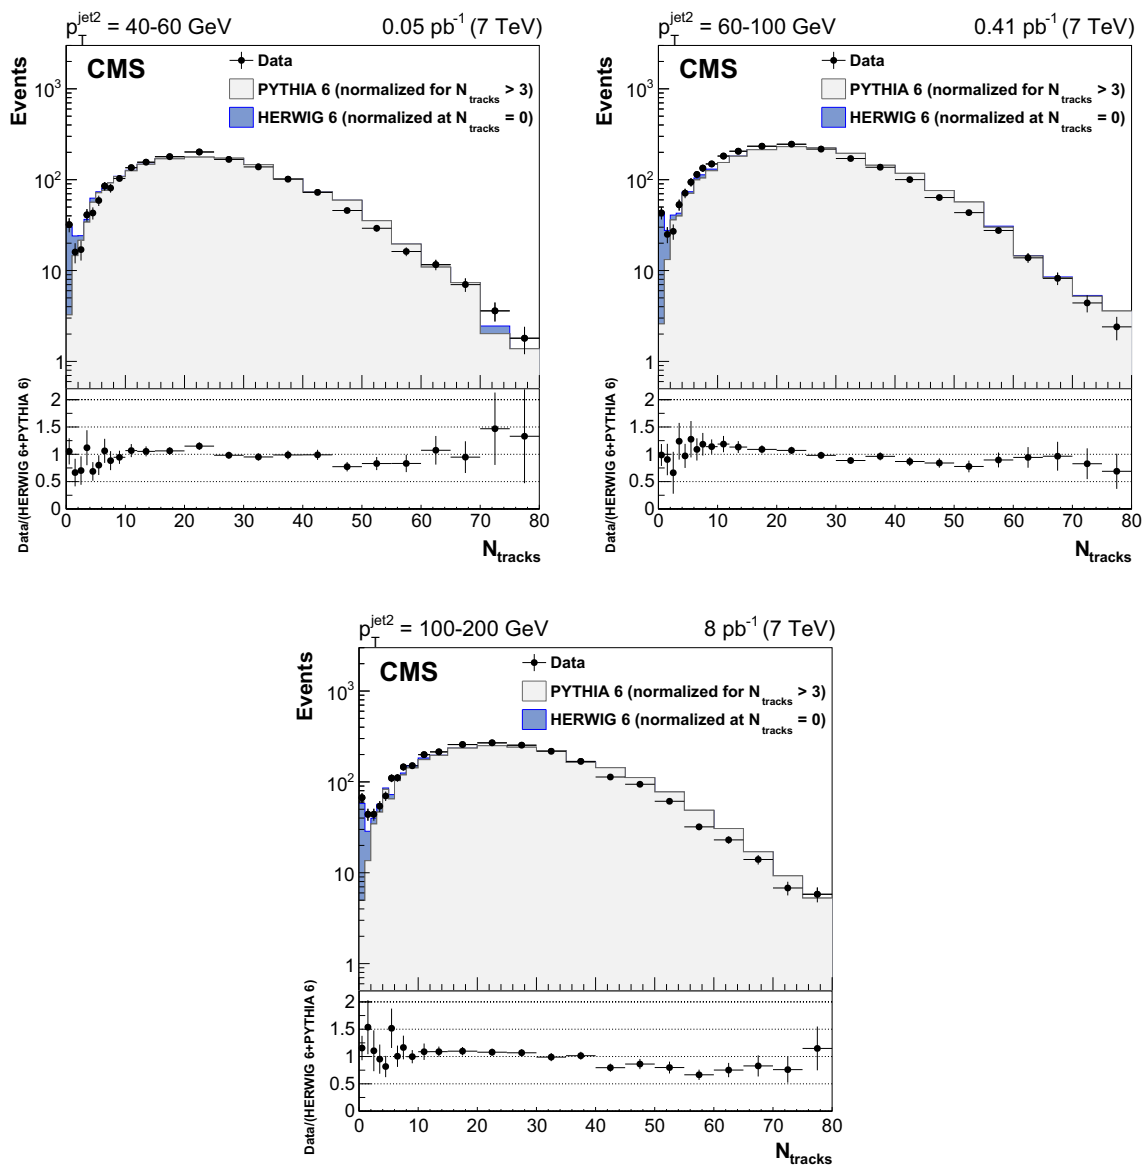 p_T^jet2 = 40-60 GeV 0.05 pb^-1 (7 TeV)
CMS
Data
PYTHIA 6 (normalized for N_tracks > 3)
HERWIG 6 (normalized at N_tracks = 0)
Events
10^3
10^2
10
1
Data/(HERWIG 6+PYTHIA 6)
2
1.5
1
0.5
0
0 10 20 30 40 50 60 70 80
N_tracks
p_T^jet2 = 60-100 GeV 0.41 pb^-1 (7 TeV)
CMS
Data
PYTHIA 6 (normalized for N_tracks > 3)
HERWIG 6 (normalized at N_tracks = 0)
Events
10^3
10^2
10
1
Data/(HERWIG 6+PYTHIA 6)
2
1.5
1
0.5
0
0 10 20 30 40 50 60 70 80
N_tracks
p_T^jet2 = 100-200 GeV 8 pb^-1 (7 TeV)
CMS
Data
PYTHIA 6 (normalized for N_tracks > 3)
HERWIG 6 (normalized at N_tracks = 0)
Events
10^3
10^2
10
1
Data/(HERWIG 6+PYTHIA 6)
2
1.5
1
0.5
0
0 10 20 30 40 50 60 70 80
N_tracks